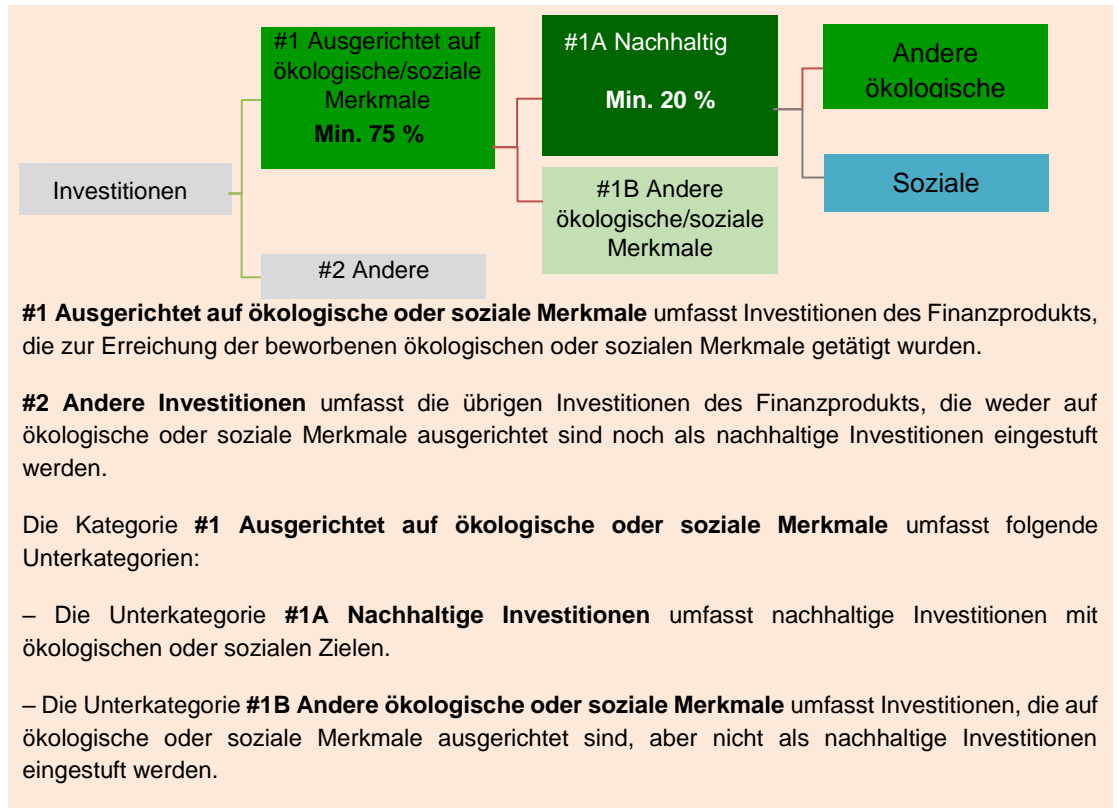 #1 Ausgerichtet auf
ökologische/soziale
Merkmale
Min. 75 %
#1A Nachhaltig
Min. 20 %
Andere
ökologische
Investitionen
#1B Andere
ökologische/soziale
Merkmale
Soziale
#2 Andere
#1 Ausgerichtet auf ökologische oder soziale Merkmale umfasst Investitionen des Finanzprodukts,
die zur Erreichung der beworbenen ökologischen oder sozialen Merkmale getätigt wurden.
#2 Andere Investitionen umfasst die übrigen Investitionen des Finanzprodukts, die weder auf
ökologische oder soziale Merkmale ausgerichtet sind noch als nachhaltige Investitionen eingestuft
werden.
Die Kategorie #1 Ausgerichtet auf ökologische oder soziale Merkmale umfasst folgende
Unterkategorien:
– Die Unterkategorie #1A Nachhaltige Investitionen umfasst nachhaltige Investitionen mit
ökologischen oder sozialen Zielen.
– Die Unterkategorie #1B Andere ökologische oder soziale Merkmale umfasst Investitionen, die auf
ökologische oder soziale Merkmale ausgerichtet sind, aber nicht als nachhaltige Investitionen
eingestuft werden.